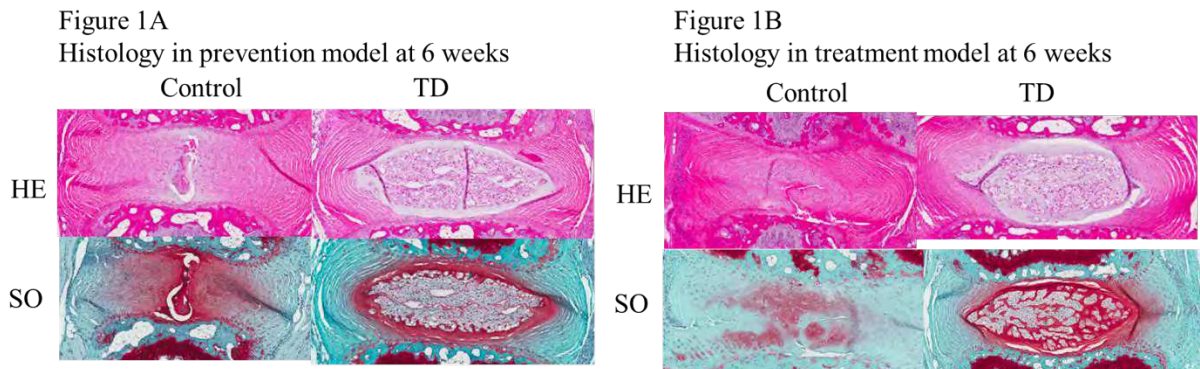 Figure 1A
Histology in prevention model at 6 weeks
Control TD
HE
SO
Figure 1B
Histology in treatment model at 6 weeks
Control TD
HE
SO